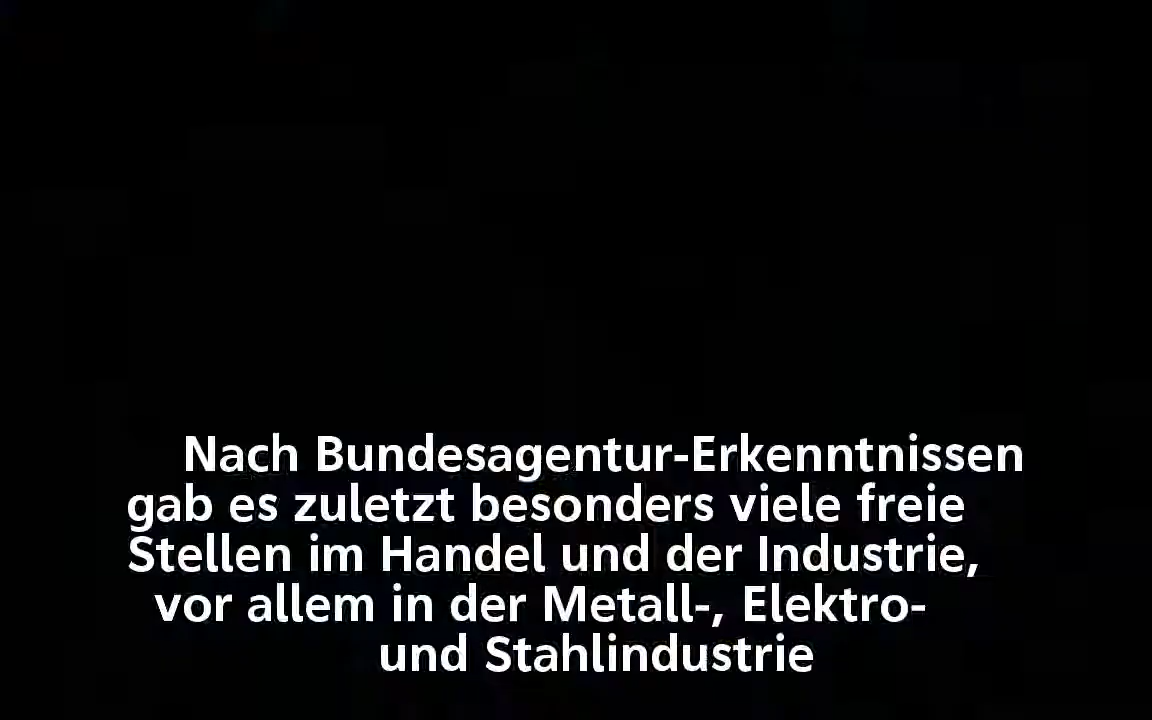 Nach Bundesagentur-Erkenntnissen
gab es zuletzt besonders viele freie
Stellen im Handel und der Industrie,
vor allem in der Metall-, Elektro-
und Stahlindustrie